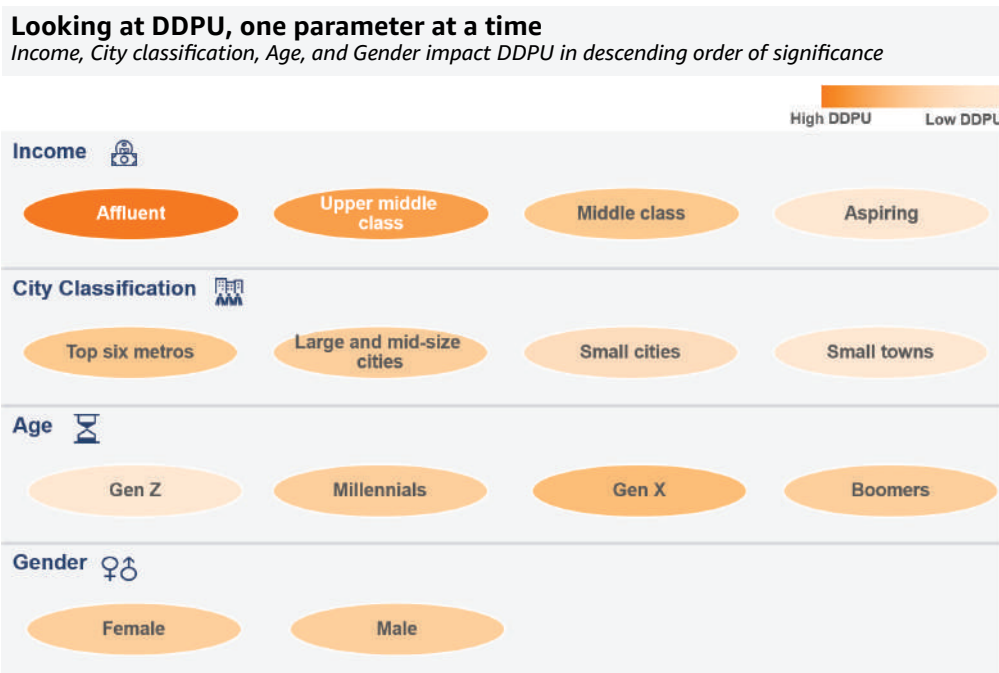 Looking at DDPU, one parameter at a time
Income, City classification, Age, and Gender impact DDPU in descending order of significance
High DDPU Low DDPU
Income
Affluent
Upper middle
class
Middle class
Aspiring
City Classification
Top six metros
Large and mid-size
cities
Small cities
Small towns
Age
Gen Z
Millennials
Gen X
Boomers
Gender
Female
Male